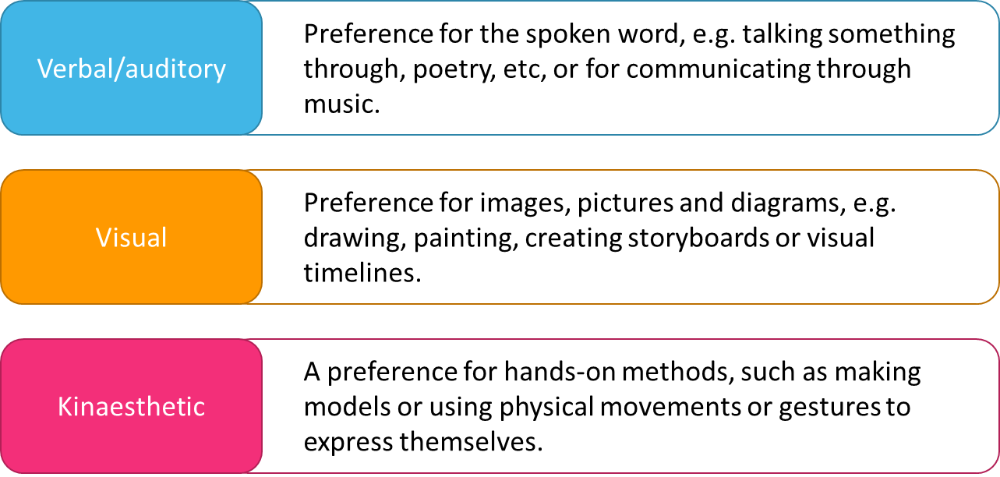 Verbal/auditory
Preference for the spoken word, e.g. talking something
through, poetry, etc, or for communicating through
music.
Visual
Preference for images, pictures and diagrams, e.g.
drawing, painting, creating storyboards or visual
timelines.
Kinaesthetic
A preference for hands-on methods, such as making
models or using physical movements or gestures to
express themselves.